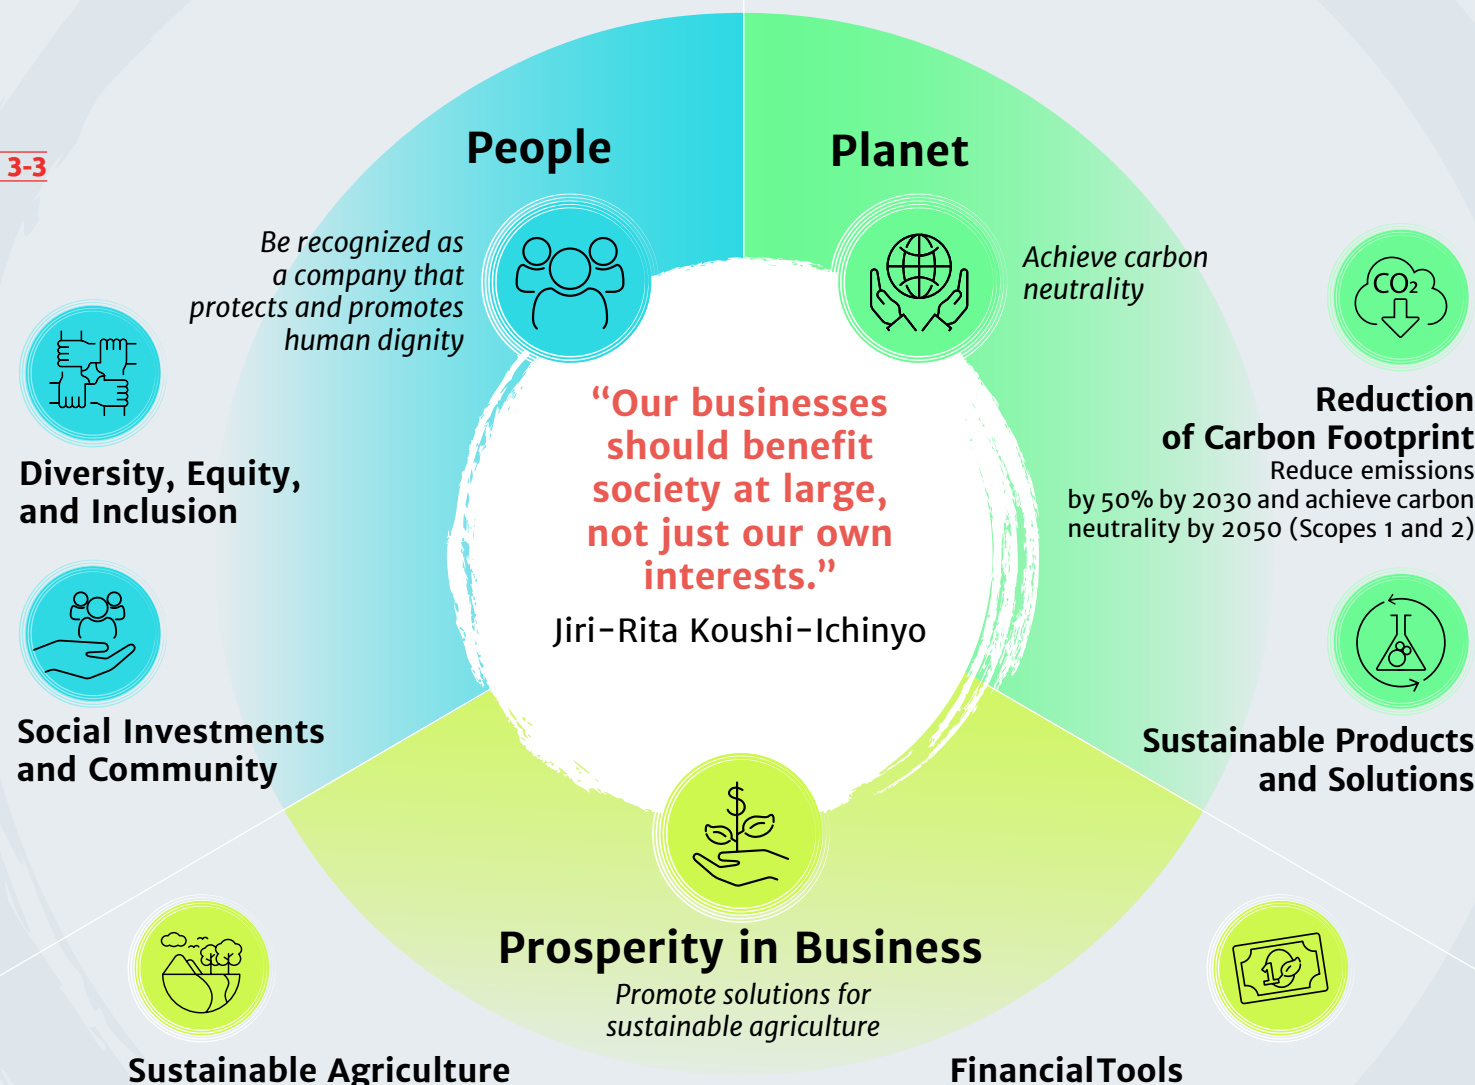 People
Planet
3-3
Be recognized as
a company that
protects and promotes
human dignity
Achieve carbon
neutrality
CO₂
Diversity, Equity,
and Inclusion
Reduction
of Carbon Footprint
Reduce emissions
by 50% by 2030 and achieve carbon
neutrality by 2050 (Scopes 1 and 2)
“Our businesses
should benefit
society at large,
not just our own
interests.”
Jiri-Rita Koushi-Ichinyo
Social Investments
and Community
Sustainable Products
and Solutions
$
Prosperity in Business
Promote solutions for
sustainable agriculture
Sustainable Agriculture
10
Financial Tools